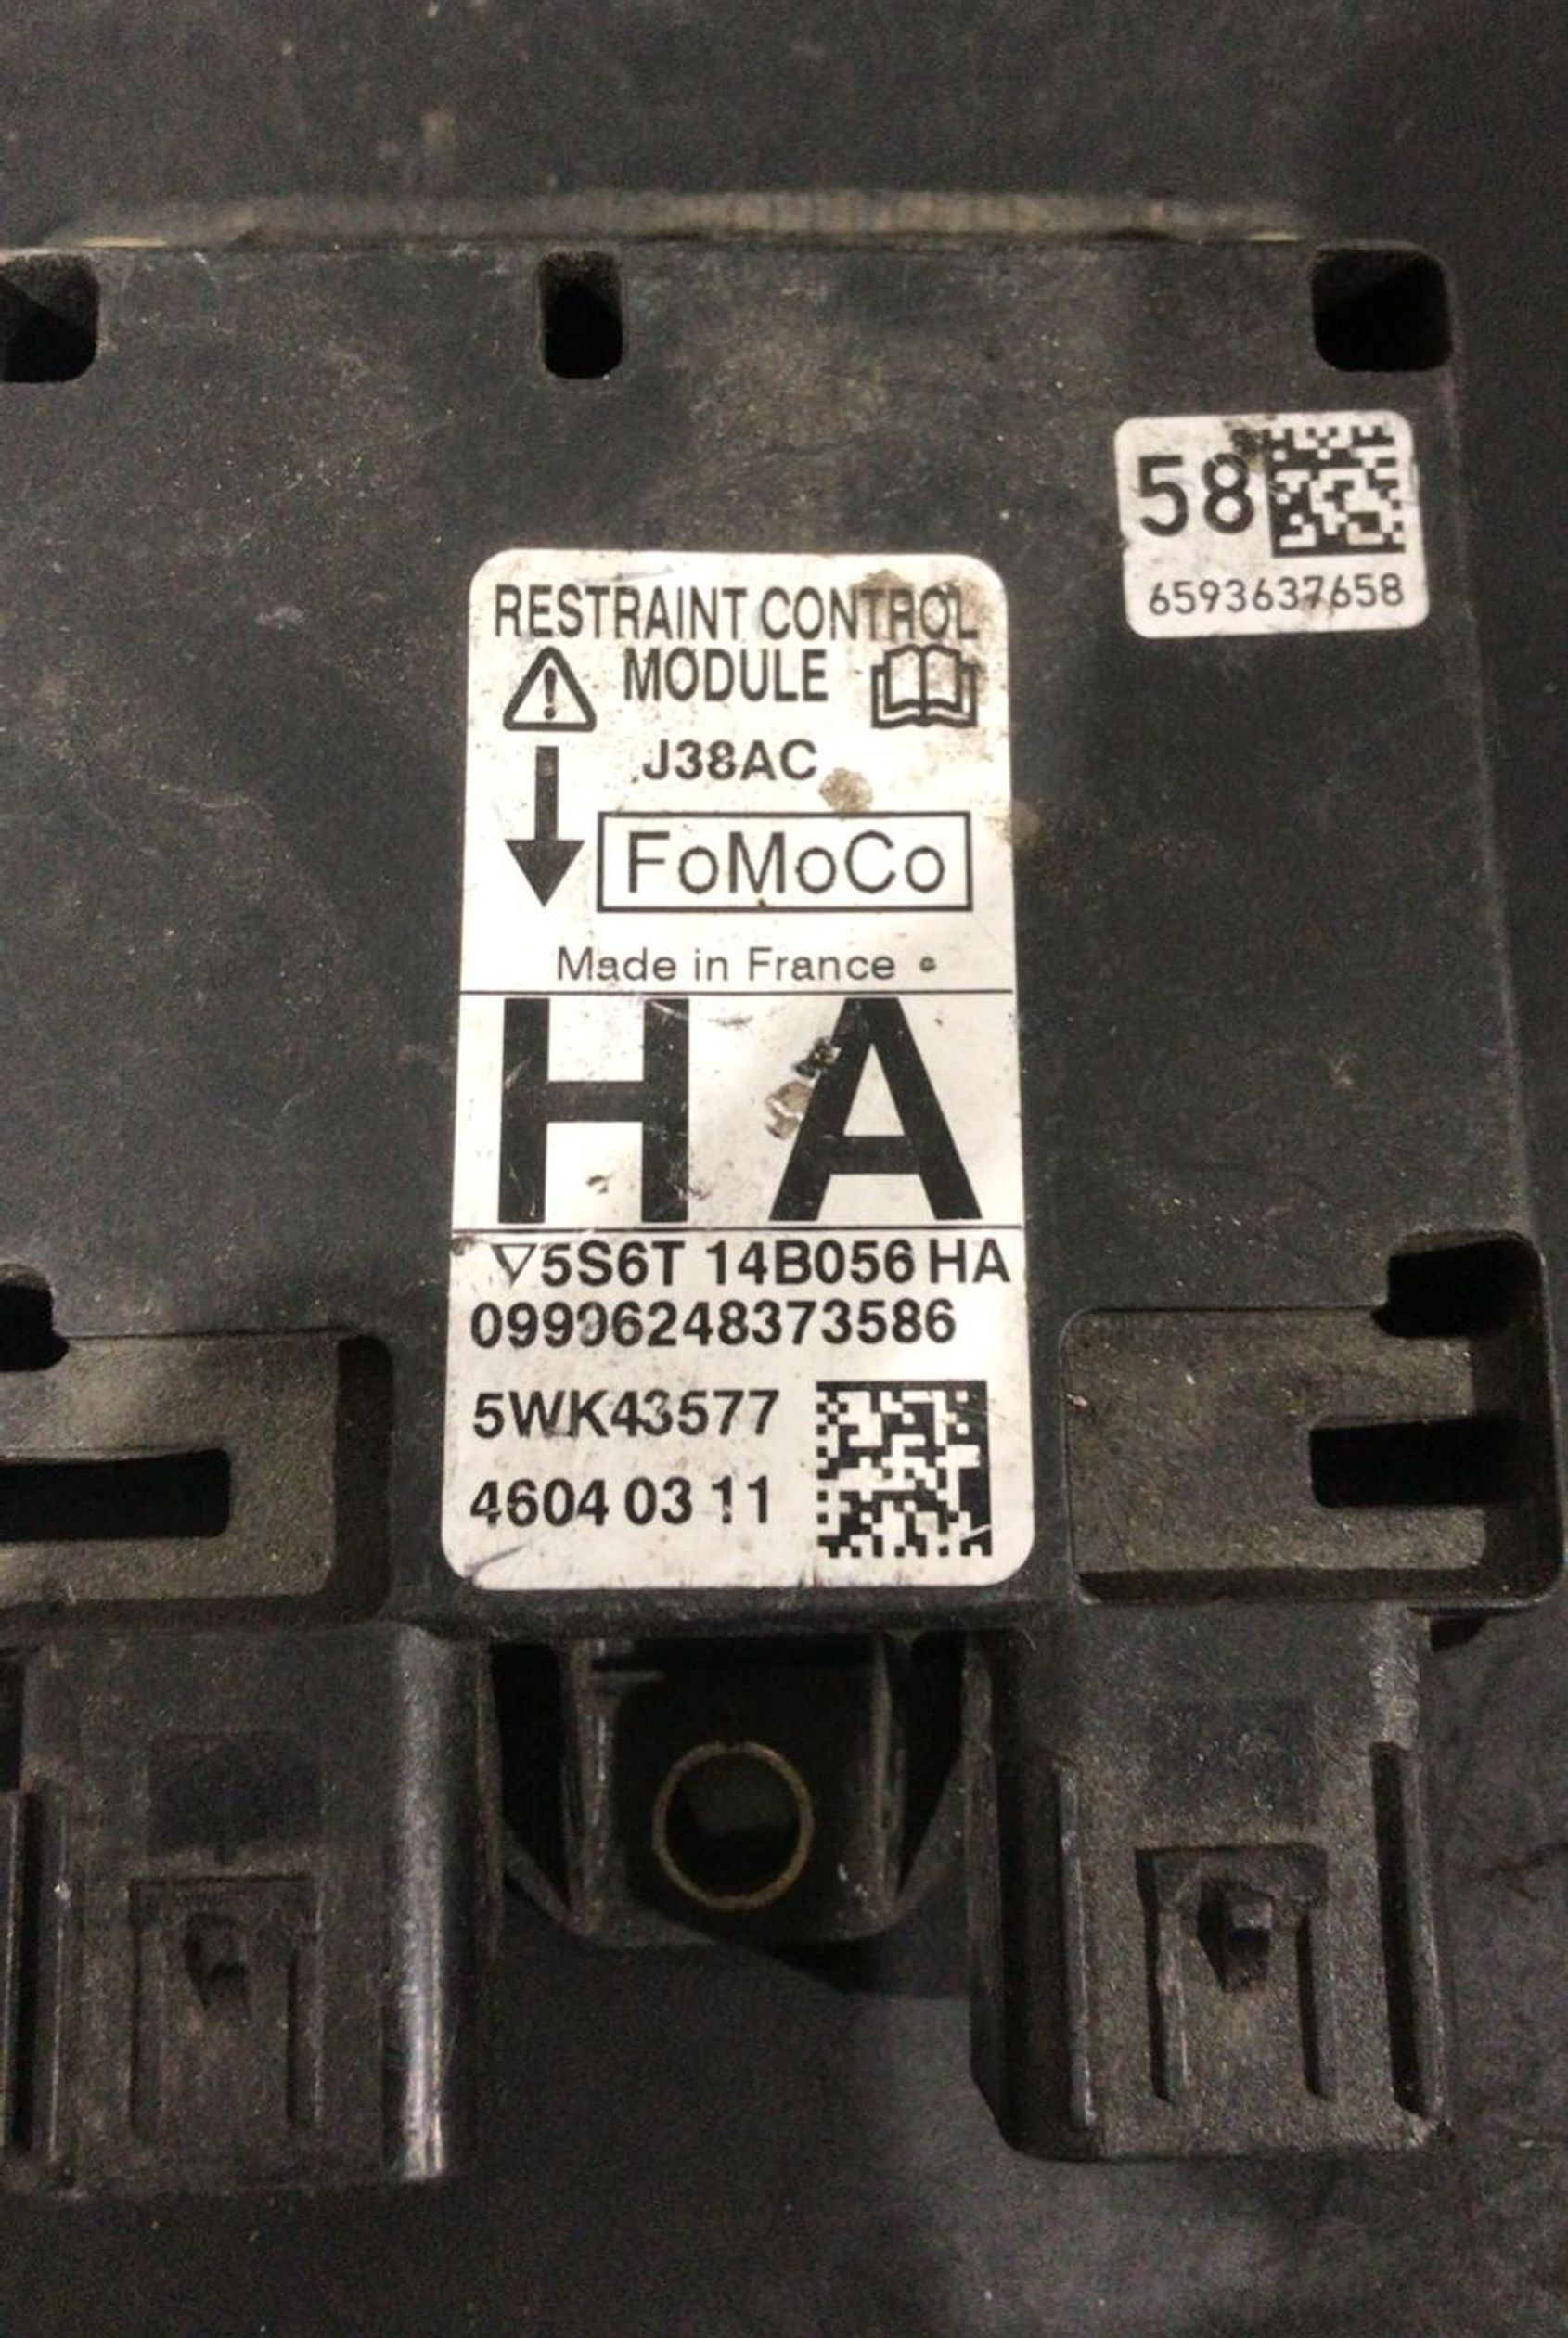 58
6593637658
RESTRAINT CONTROL
MODULE
J38AC
FoMoCo
Made in France
HA
5S6T 14B056 HA
09996248373586
5WK43577
4604 03 11